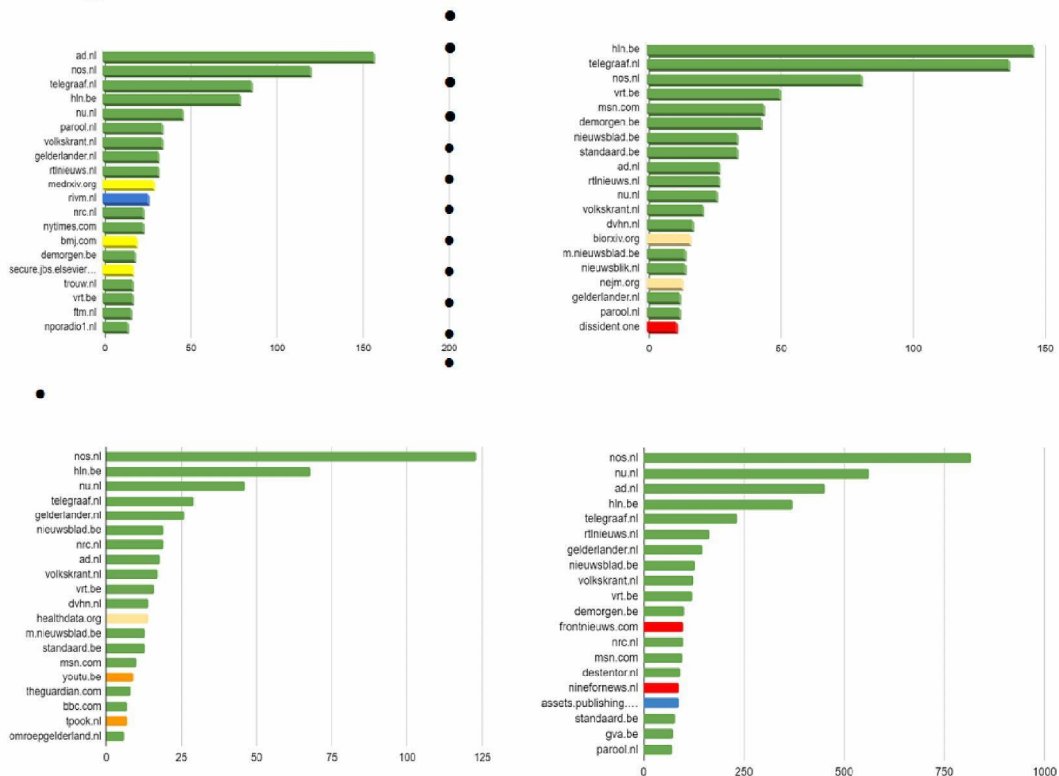 ad.nl
nos.nl
telegraaf.nl
hln.be
nu.nl
parool.nl
volkskrant.nl
gelderlander.nl
rtlnieuws.nl
medrxiv.org
rivm.nl
nrc.nl
nytimes.com
bmj.com
demorgen.be
secure.jbs.elsevier...
trouw.nl
vrt.be
ftm.nl
nporadio1.nl
0 50 100 150 200
hln.be
telegraaf.nl
nos.nl
vrt.be
msn.com
demorgen.be
nieuwsblad.be
standaard.be
ad.nl
rtlnieuws.nl
nu.nl
volkskrant.nl
dvhn.nl
biorxiv.org
m.nieuwsblad.be
nieuwsblik.nl
nejm.org
gelderlander.nl
parool.nl
dissident.one
0 60 100 150
nos.nl
hln.be
nu.nl
telegraaf.nl
gelderlander.nl
nieuwsblad.be
nrc.nl
ad.nl
volkskrant.nl
vrt.be
dvhn.nl
healthdata.org
m.nieuwsblad.be
standaard.be
msn.com
youtu.be
theguardian.com
bbc.com
tpook.nl
omroepgelderland.nl
0 25 50 75 100 125
nos.nl
nu.nl
ad.nl
hln.be
telegraaf.nl
rtlnieuws.nl
gelderlander.nl
nieuwsblad.be
volkskrant.nl
vrt.be
demorgen.be
frontnieuws.com
nrc.nl
msn.com
destentor.nl
ninefornews.nl
assets.publishing....
standaard.be
gva.be
parool.nl
0 250 500 750 1000